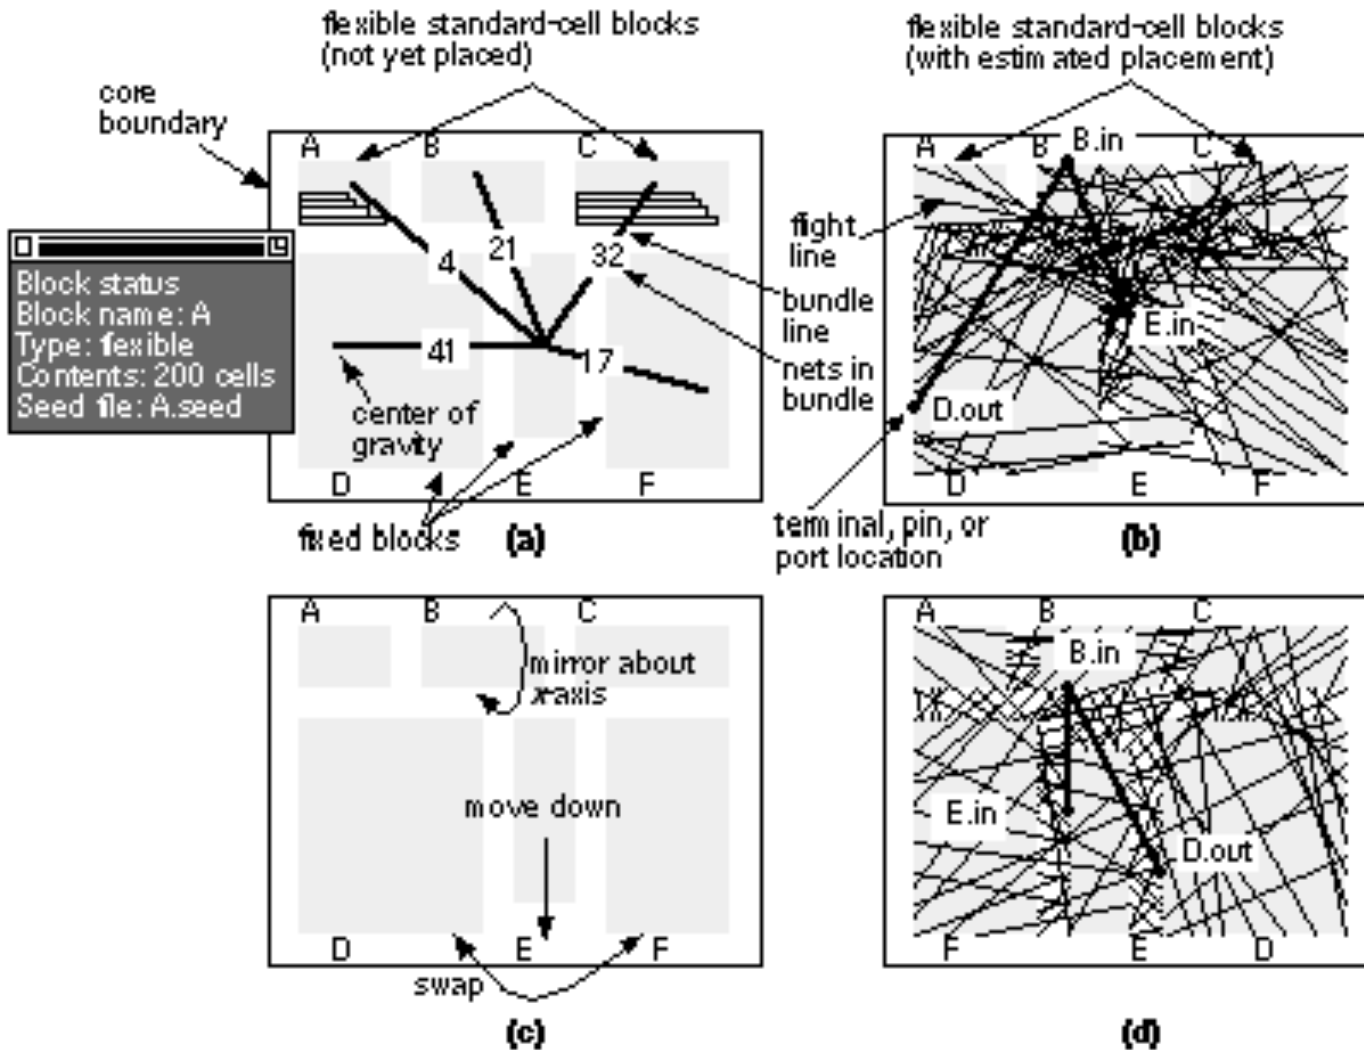 flexible standard-cell blocks
(not yet placed)
core
boundary
A
B
C
Block status
Block name: A
Type: flexible
Contents: 200 cells
Seed file: A.seed
4
21
32
41
17
center of
gravity
bundle
line
nets in
bundle
D
E
F
fixed blocks
(a)
flexible standard-cell blocks
(with estimated placement)
A
B
B.in
C
flight
line
E.in
D.out
D
E
F
terminal, pin, or
port location
(b)
A
B
C
mirror about
x-axis
move down
D
E
F
swap
(c)
A
B
C
B.in
E.in
D.out
F
E
D
(d)